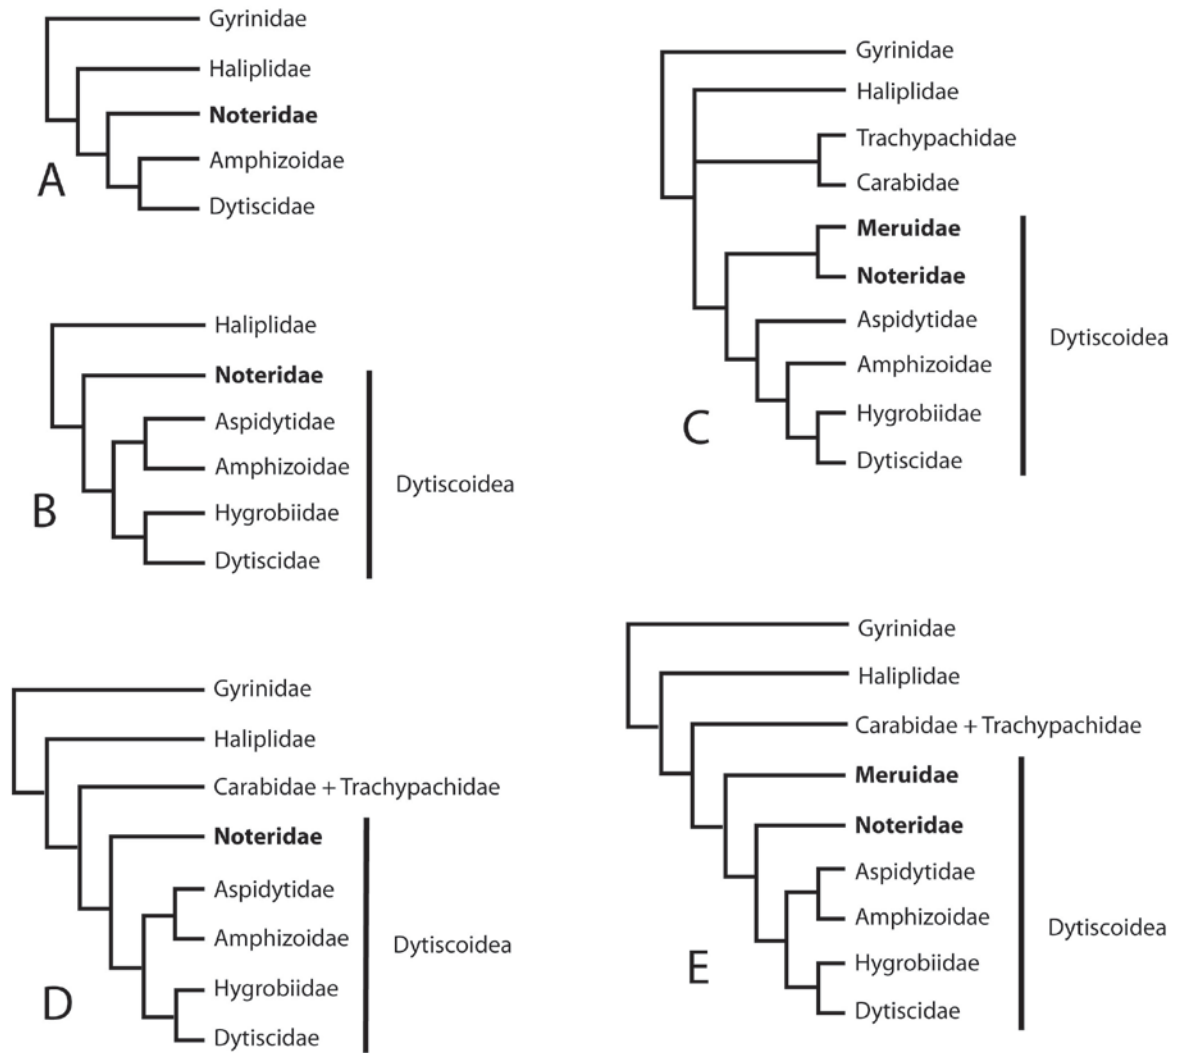 Gyrinidae
Haliplidae
Noteridae
Amphizoidae
Dytiscidae
A
Haliplidae
Noteridae
Aspidytidae
Amphizoidae
Hygrobiidae
Dytiscidae
Dytiscoidea
B
Gyrinidae
Haliplidae
Trachypachidae
Carabidae
Meruidae
Noteridae
Aspidytidae
Amphizoidae
Hygrobiidae
Dytiscidae
Dytiscoidea
C
Gyrinidae
Haliplidae
Carabidae + Trachypachidae
Noteridae
Aspidytidae
Amphizoidae
Hygrobiidae
Dytiscidae
Dytiscoidea
D
Gyrinidae
Haliplidae
Carabidae + Trachypachidae
Meruidae
Noteridae
Aspidytidae
Amphizoidae
Hygrobiidae
Dytiscidae
Dytiscoidea
E